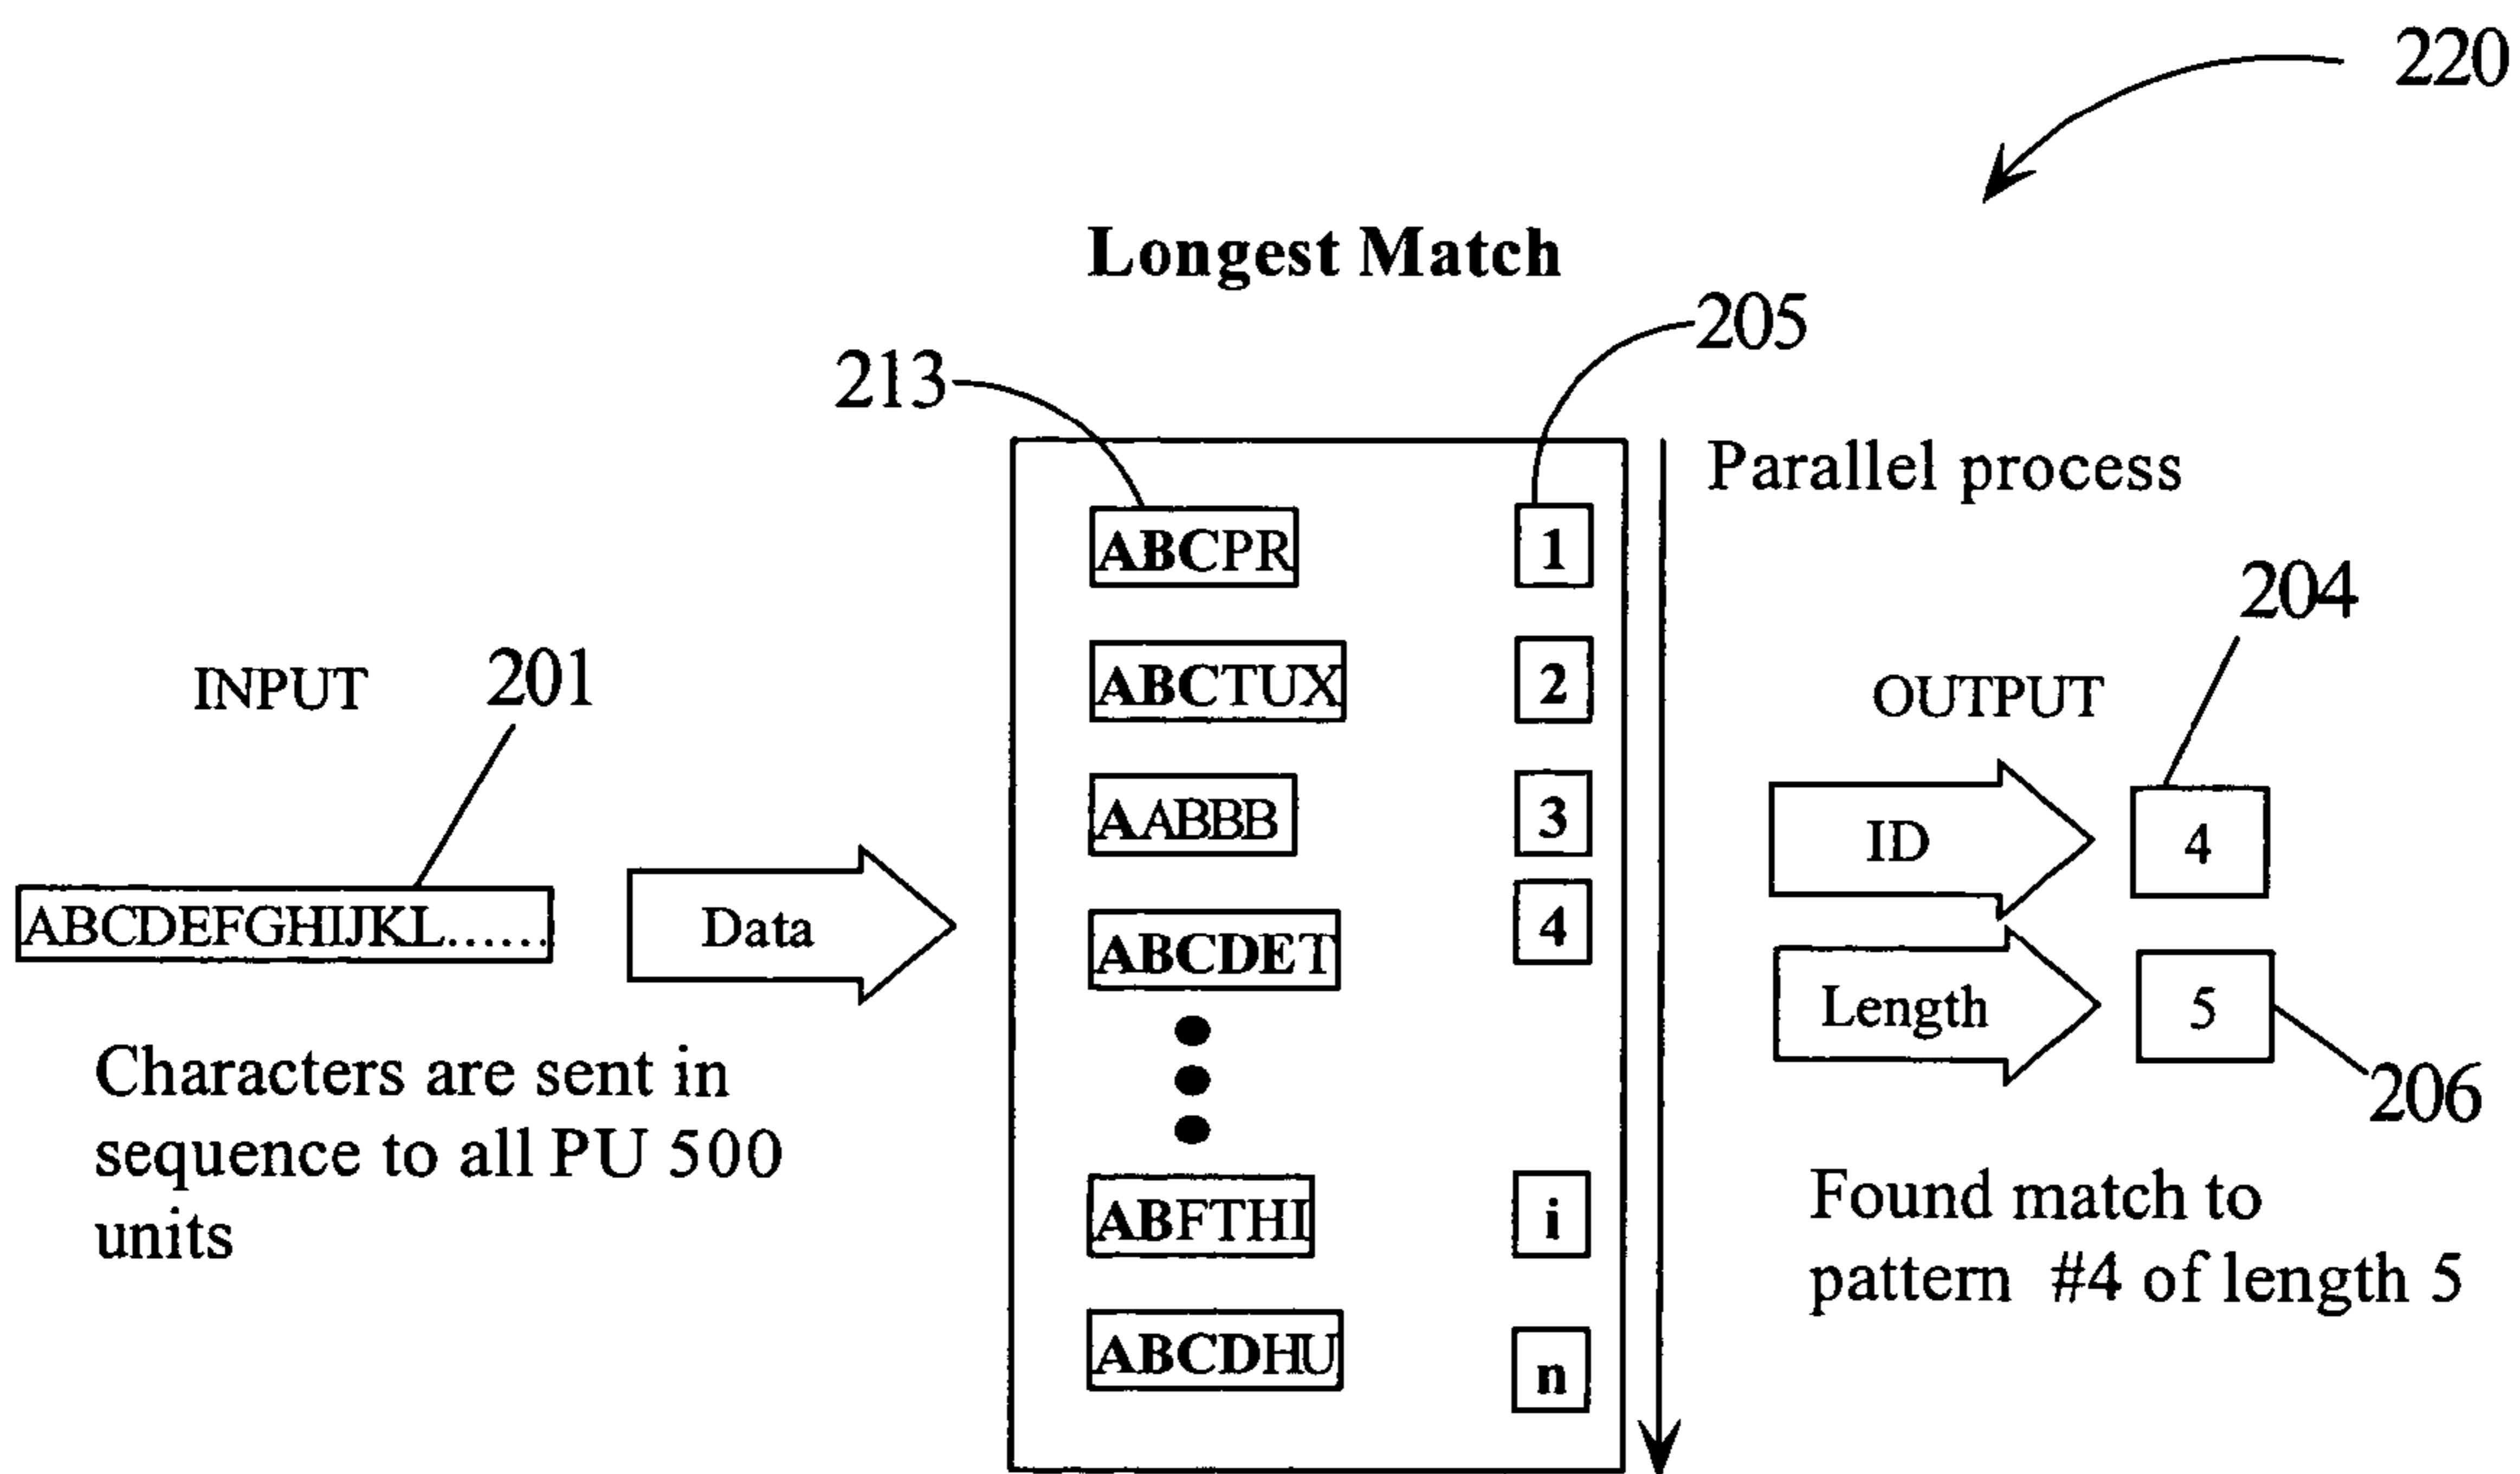 220
Longest Match
205
213
Parallel process
ABCPR 1
204
INPUT 201
ABCTUX 2
OUTPUT
AABBB 3
ID 4
ABCDEFGHIJKL......
Data
ABCDET 4
Length 5
206
Characters are sent in
sequence to all PU 500
units
ABFTHI i
Found match to
pattern #4 of length 5
ABCDHU n